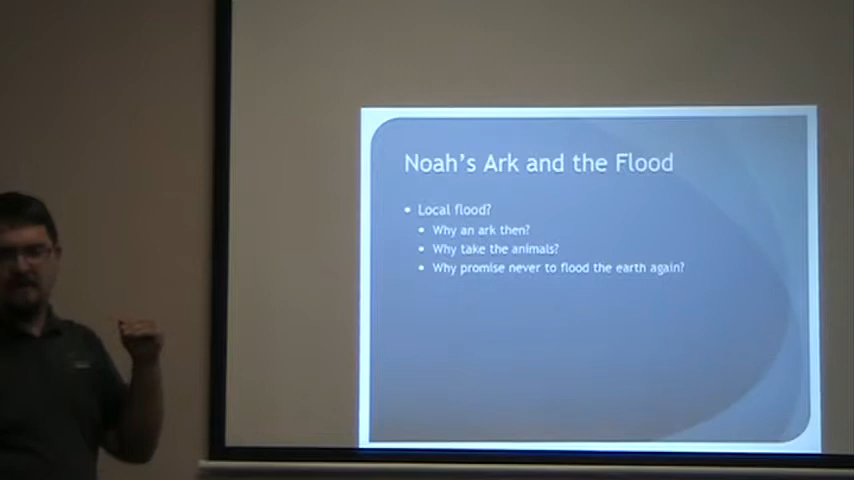 Noah's Ark and the Flood
• Local flood?
• Why an ark then?
• Why take the animals?
• Why promise never to flood the earth again?